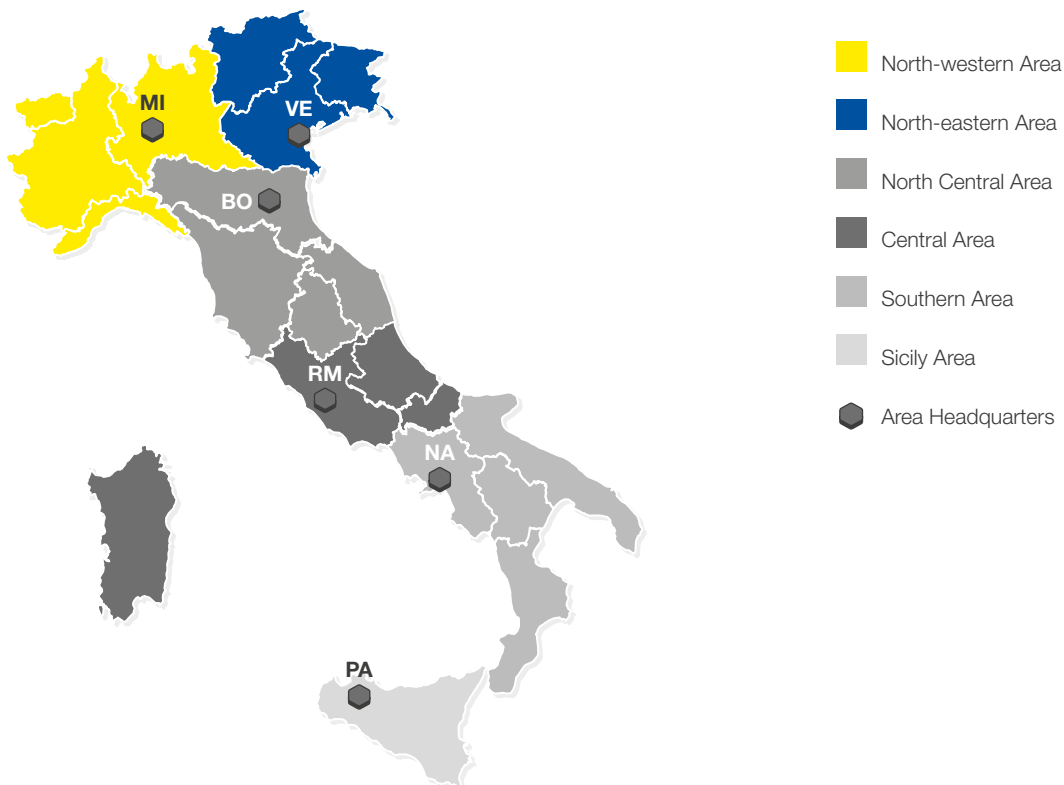 MI
VE
BO
RM
NA
PA
North-western Area
North-eastern Area
North Central Area
Central Area
Southern Area
Sicily Area
Area Headquarters